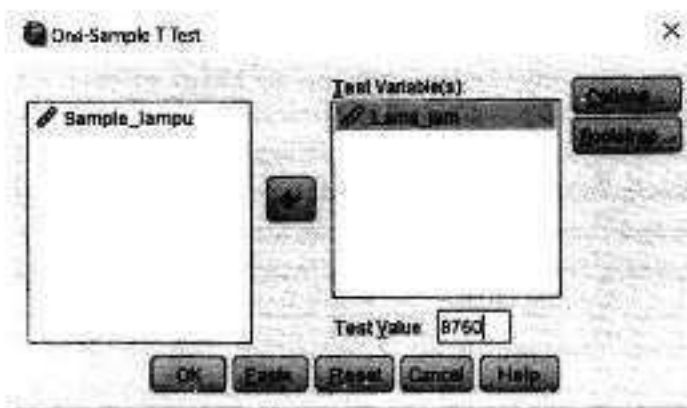 One-Sample T Test
Test Variable(s):
Sample_lampu
Lama_jam
Options...
Bootstrap...
Test Value: 8760
OK
Paste
Reset
Cancel
Help